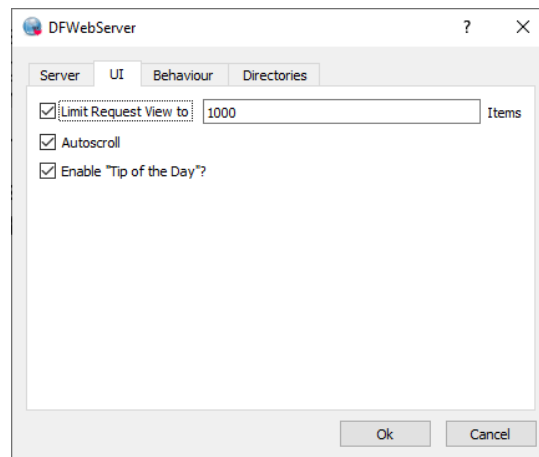 DFWebServer ?
Server UI Behaviour Directories
Limit Request View to 1000 Items
Autoscroll
Enable "Tip of the Day"?
Ok Cancel